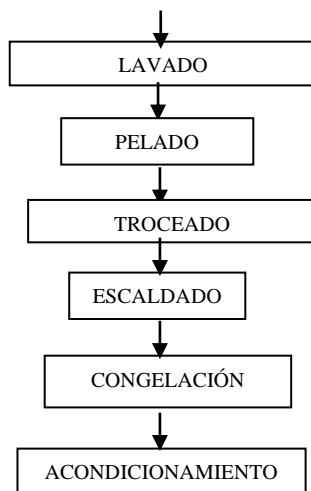 LAVADO
PELADO
TROCEADO
ESCALDADO
CONGELACIÓN
ACONDICIONAMIENTO